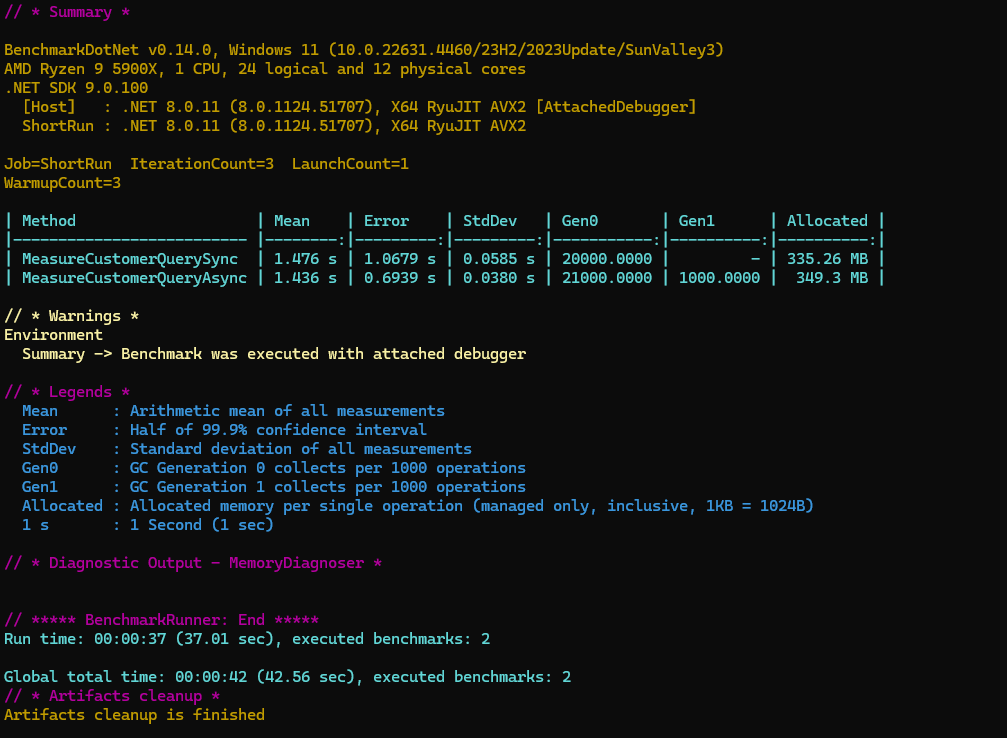 // * Summary *
BenchmarkDotNet v0.14.0, Windows 11 (10.0.22631.4460/23H2/2023Update/SunValley3)
AMD Ryzen 9 5900X, 1 CPU, 24 logical and 12 physical cores
.NET SDK 9.0.100
  [Host]   : .NET 8.0.11 (8.0.1124.51707), X64 RyuJIT AVX2 [AttachedDebugger]
  ShortRun : .NET 8.0.11 (8.0.1124.51707), X64 RyuJIT AVX2
Job=ShortRun  IterationCount=3  LaunchCount=1
WarmupCount=3
| Method                    | Mean    | Error    | StdDev   | Gen0       | Gen1      | Allocated |
|-------------------------- |--------:|---------:|---------:|-----------:|----------:|----------:|
| MeasureCustomerQuerySync  | 1.476 s | 1.0679 s | 0.0585 s | 20000.0000 |         - | 335.26 MB |
| MeasureCustomerQueryAsync | 1.436 s | 0.6939 s | 0.0380 s | 21000.0000 | 1000.0000 |  349.3 MB |
// * Warnings *
Environment
  Summary -> Benchmark was executed with attached debugger
// * Legends *
  Mean      : Arithmetic mean of all measurements
  Error     : Half of 99.9% confidence interval
  StdDev    : Standard deviation of all measurements
  Gen0      : GC Generation 0 collects per 1000 operations
  Gen1      : GC Generation 1 collects per 1000 operations
  Allocated : Allocated memory per single operation (managed only, inclusive, 1KB = 1024B)
  1 s       : 1 Second (1 sec)
// * Diagnostic Output - MemoryDiagnoser *
// ***** BenchmarkRunner: End *****
Run time: 00:00:37 (37.01 sec), executed benchmarks: 2
Global total time: 00:00:42 (42.56 sec), executed benchmarks: 2
// * Artifacts cleanup *
Artifacts cleanup is finished